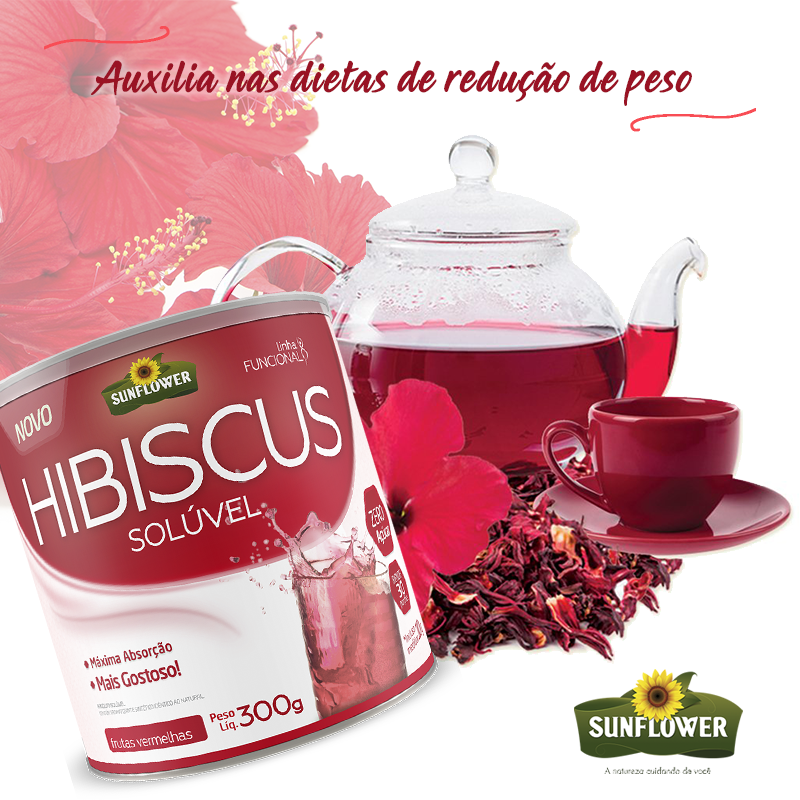 Auxilia nas dietas de redução de peso
linha
FUNCIONAL
SUNFLOWER
NOVO
HIBISCUS
SOLÚVEL
ZERO
Açúcar
30
• Máxima Absorção
• Mais Gostoso!
Peso
Líq. 300g
frutas vermelhas
SUNFLOWER
A natureza cuidando de você